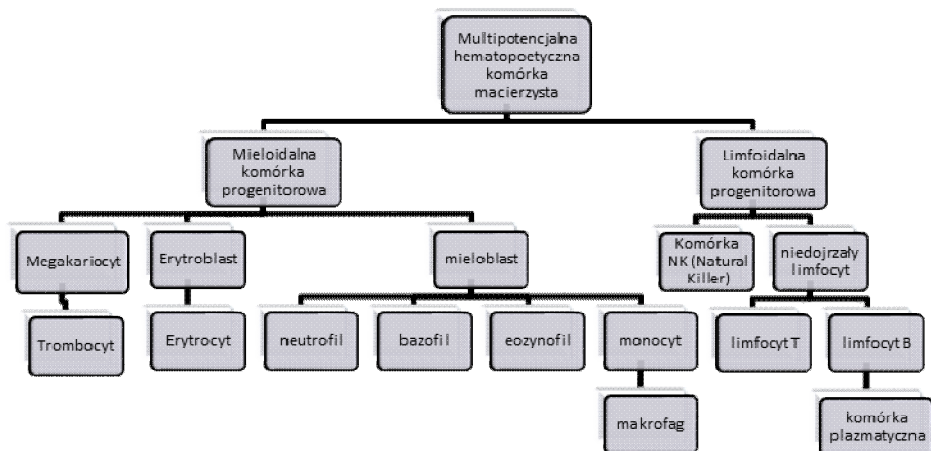 Multipotencjalna
hematopoetyczna
komórka
macierzysta
Mieloidalna
komórka
progenitorowa
Limfoidalna
komórka
progenitorowa
Megakariocyt
Erytroblast
mieloblast
Komórka
NK (Natural
Killer)
niedojrzały
limfocyt
Trombocyt
Erytrocyt
neutrofil
bazofil
eozynofil
monocyt
limfocyt T
limfocyt B
makrofag
komórka
plazmatyczna